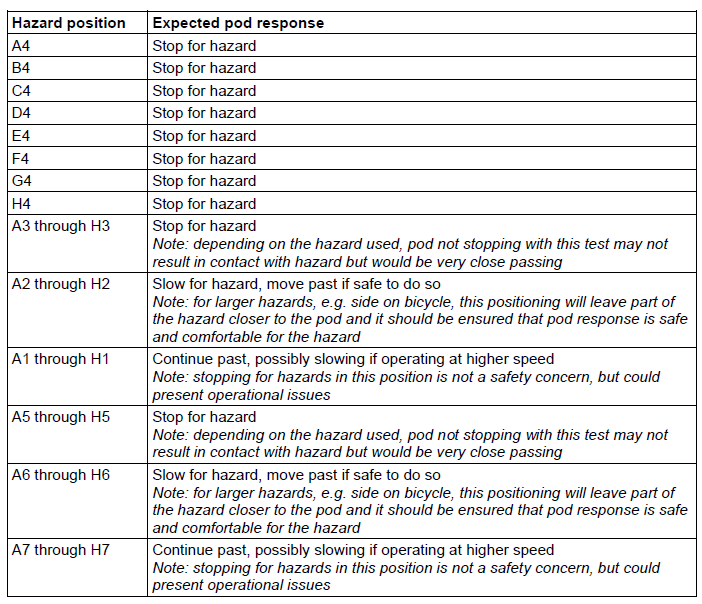 Hazard position Expected pod response
A4 Stop for hazard
B4 Stop for hazard
C4 Stop for hazard
D4 Stop for hazard
E4 Stop for hazard
F4 Stop for hazard
G4 Stop for hazard
H4 Stop for hazard
A3 through H3 Stop for hazard
Note: depending on the hazard used, pod not stopping with this test may not
result in contact with hazard but would be very close passing
A2 through H2 Slow for hazard, move past if safe to do so
Note: for larger hazards, e.g. side on bicycle, this positioning will leave part of
the hazard closer to the pod and it should be ensured that pod response is safe
and comfortable for the hazard
A1 through H1 Continue past, possibly slowing if operating at higher speed
Note: stopping for hazards in this position is not a safety concern, but could
present operational issues
A5 through H5 Stop for hazard
Note: depending on the hazard used, pod not stopping with this test may not
result in contact with hazard but would be very close passing
A6 through H6 Slow for hazard, move past if safe to do so
Note: for larger hazards, e.g. side on bicycle, this positioning will leave part of
the hazard closer to the pod and it should be ensured that pod response is safe
and comfortable for the hazard
A7 through H7 Continue past, possibly slowing if operating at higher speed
Note: stopping for hazards in this position is not a safety concern, but could
present operational issues